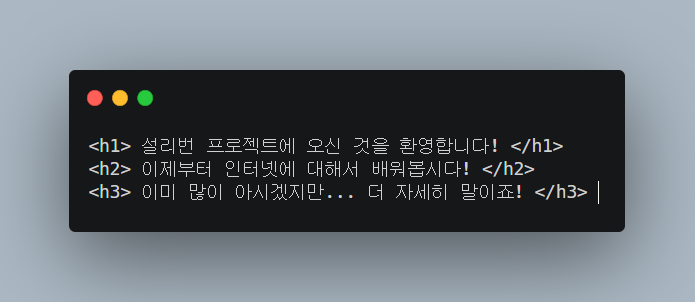 <h1> 설리번 프로젝트에 오신 것을 환영합니다! </h1>
<h2> 이제부터 인터넷에 대해서 배워봅시다! </h2>
<h3> 이미 많이 아시겠지만... 더 자세히 말이죠! </h3>